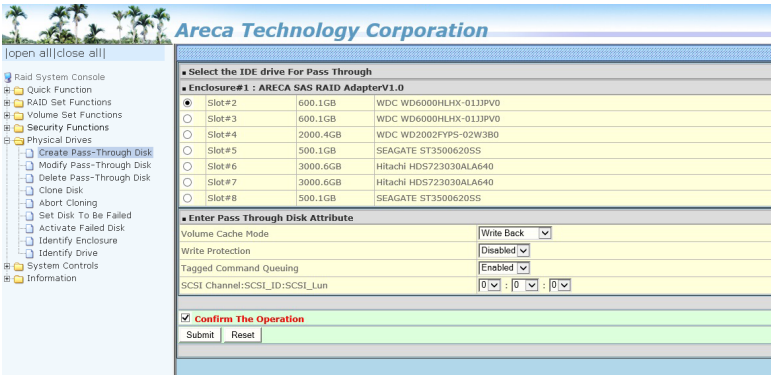 Areca Technology Corporation
|open all|close all|
Raid System Console
Quick Function
RAID Set Functions
Volume Set Functions
Security Functions
Physical Drives
Create Pass-Through Disk
Modify Pass-Through Disk
Delete Pass-Through Disk
Clone Disk
Abort Cloning
Set Disk To Be Failed
Activate Failed Disk
Identify Enclosure
Identify Drive
System Controls
Information
Select the IDE drive For Pass Through
Enclosure#1 : ARECA SAS RAID AdapterV1.0
Slot#2 600.1GB WDC WD6000HLHX-01JJPV0
Slot#3 600.1GB WDC WD6000HLHX-01JJPV0
Slot#4 2000.4GB WDC WD2002FYPS-02W3B0
Slot#5 500.1GB SEAGATE ST3500620SS
Slot#6 3000.6GB Hitachi HDS723030ALA640
Slot#7 3000.6GB Hitachi HDS723030ALA640
Slot#8 500.1GB SEAGATE ST3500620SS
Enter Pass Through Disk Attribute
Volume Cache Mode Write Back
Write Protection Disabled
Tagged Command Queuing Enabled
SCSI Channel:SCSI_ID:SCSI_Lun 0 : 0 : 0
Confirm The Operation
Submit Reset